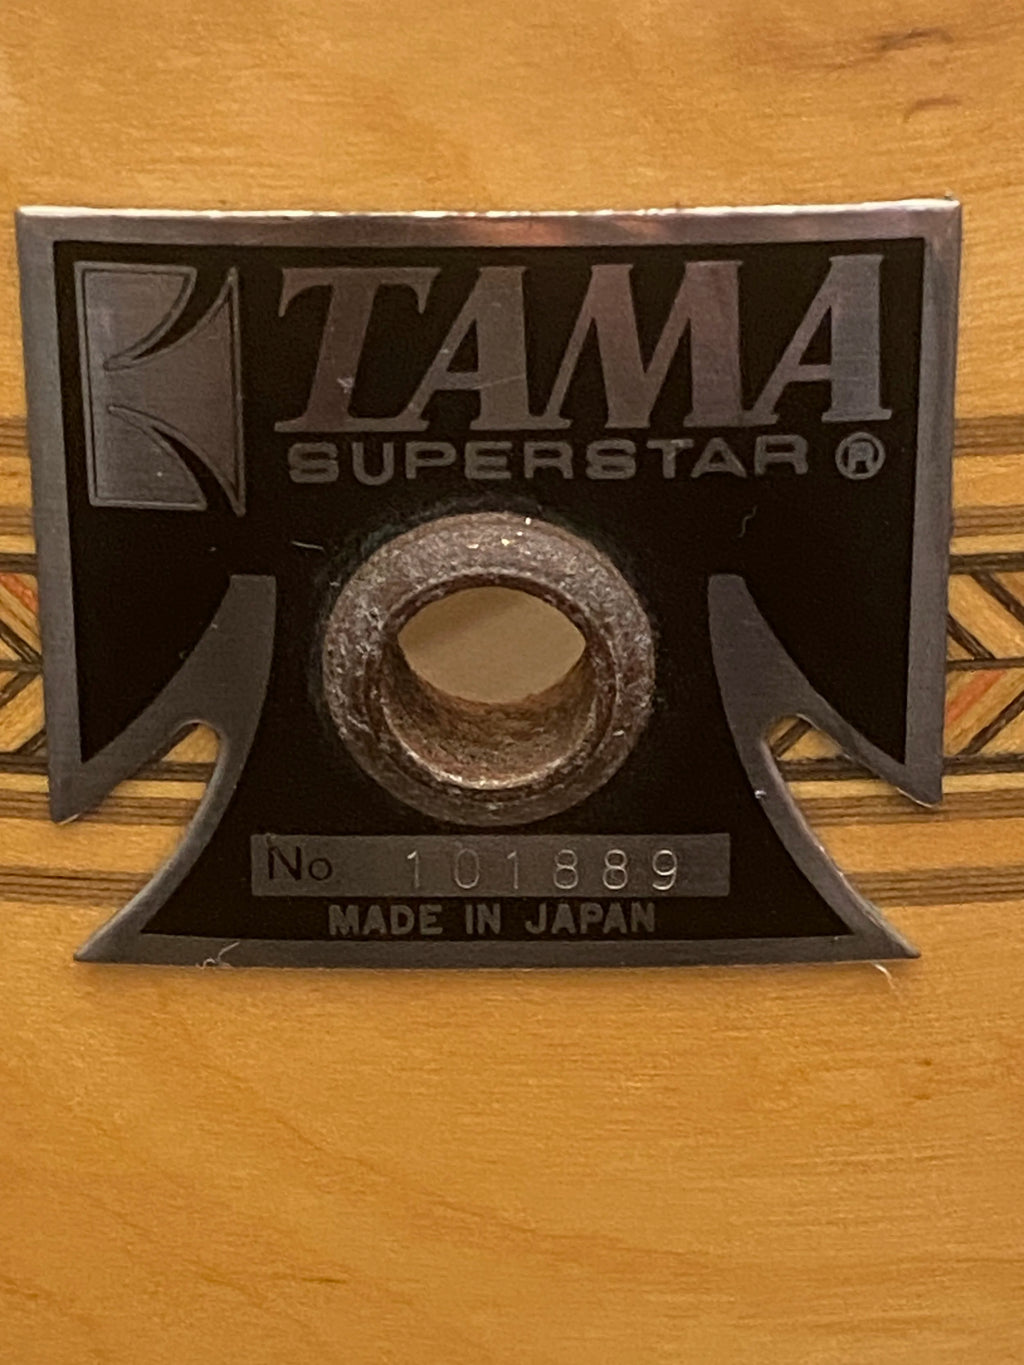 TAMA
SUPERSTAR ®
No 101889
MADE IN JAPAN